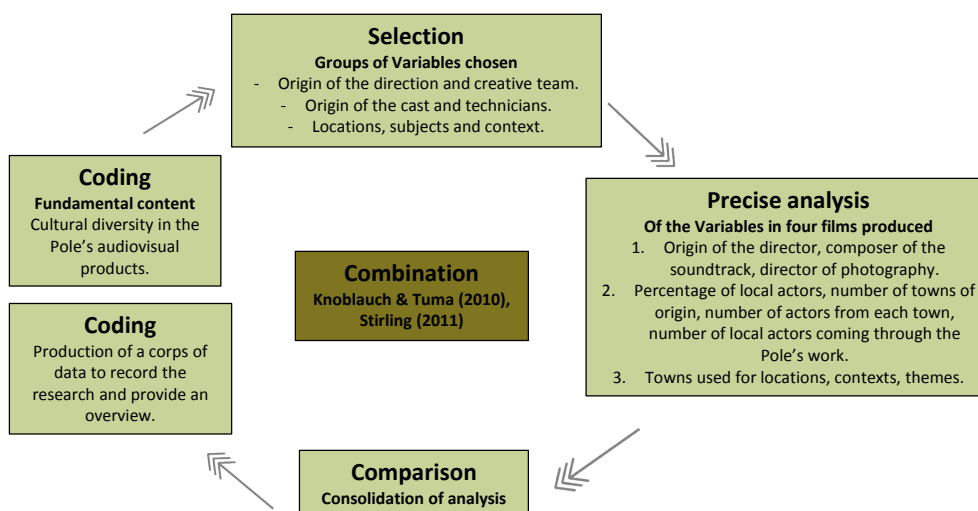 Selection
Groups of Variables chosen
- Origin of the direction and creative team.
- Origin of the cast and technicians.
- Locations, subjects and context.
Coding
Fundamental content
Cultural diversity in the
Pole's audiovisual
products.
Precise analysis
Of the Variables in four films produced
1. Origin of the director, composer of the
soundtrack, director of photography.
2. Percentage of local actors, number of towns of
origin, number of actors from each town,
number of local actors coming through the
Pole's work.
3. Towns used for locations, contexts, themes.
Combination
Knoblauch & Tuma (2010),
Stirling (2011)
Coding
Production of a corps of
data to record the
research and provide an
overview.
Comparison
Consolidation of analysis